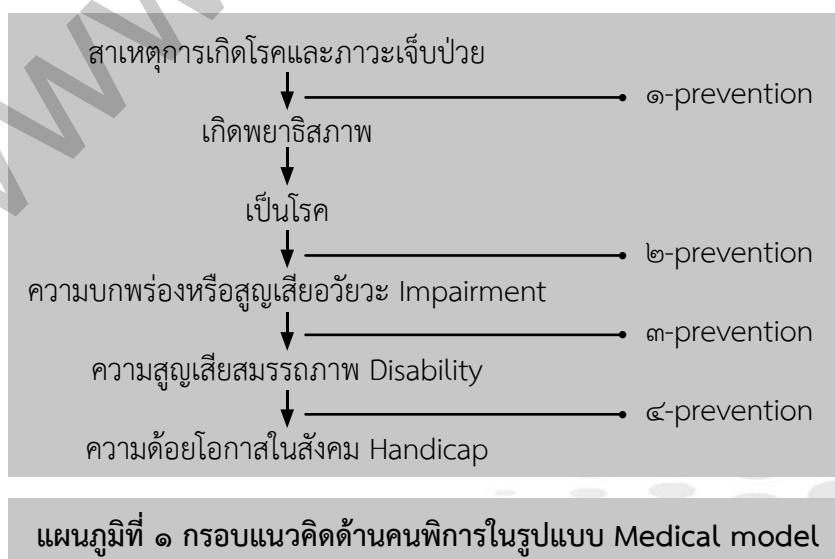 สาเหตุการเกิดโรคและภาวะเจ็บป่วย
๑-prevention
เกิดพยาธิสภาพ
เป็นโรค
๒-prevention
ความบกพร่องหรือสูญเสียอวัยวะ Impairment
๓-prevention
ความสูญเสียสมรรถภาพ Disability
๔-prevention
ความด้อยโอกาสในสังคม Handicap
แผนภูมิที่ ๑ กรอบแนวคิดด้านคนพิการในรูปแบบ Medical model